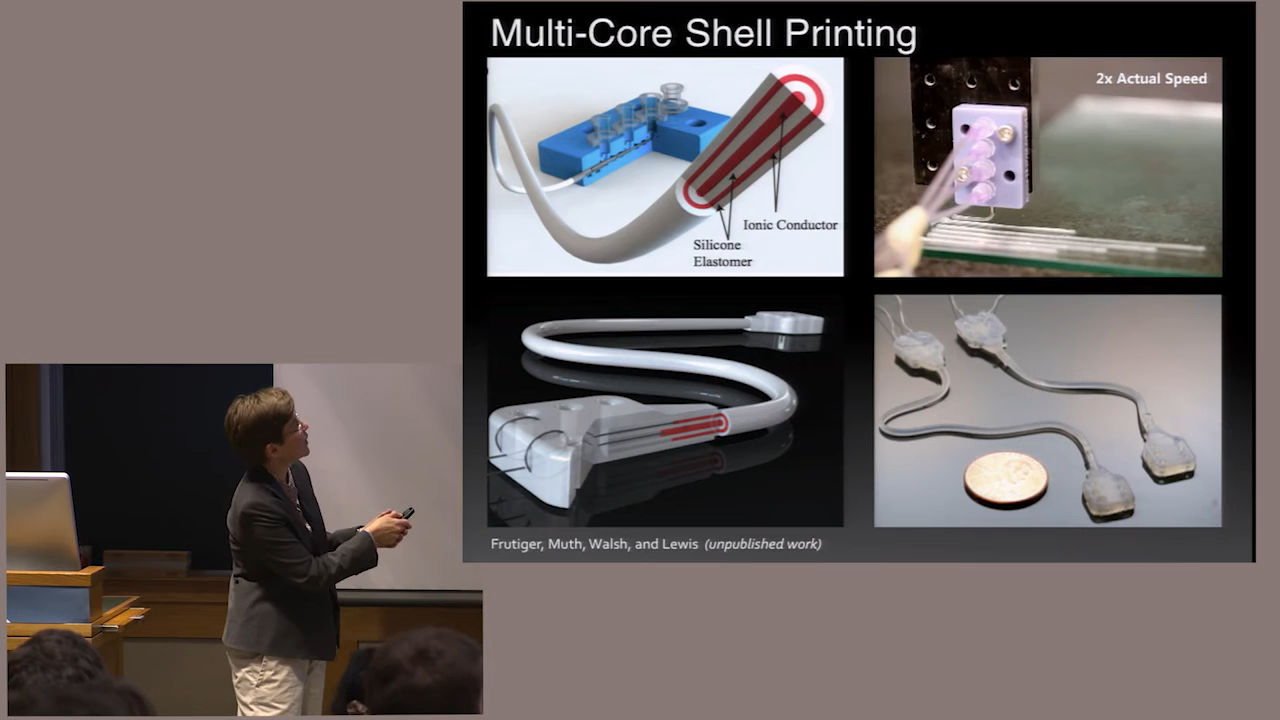 Multi-Core Shell Printing
2x Actual Speed
Ionic Conductor
Silicone
Elastomer
Frutiger, Muth, Walsh, and Lewis (unpublished work)